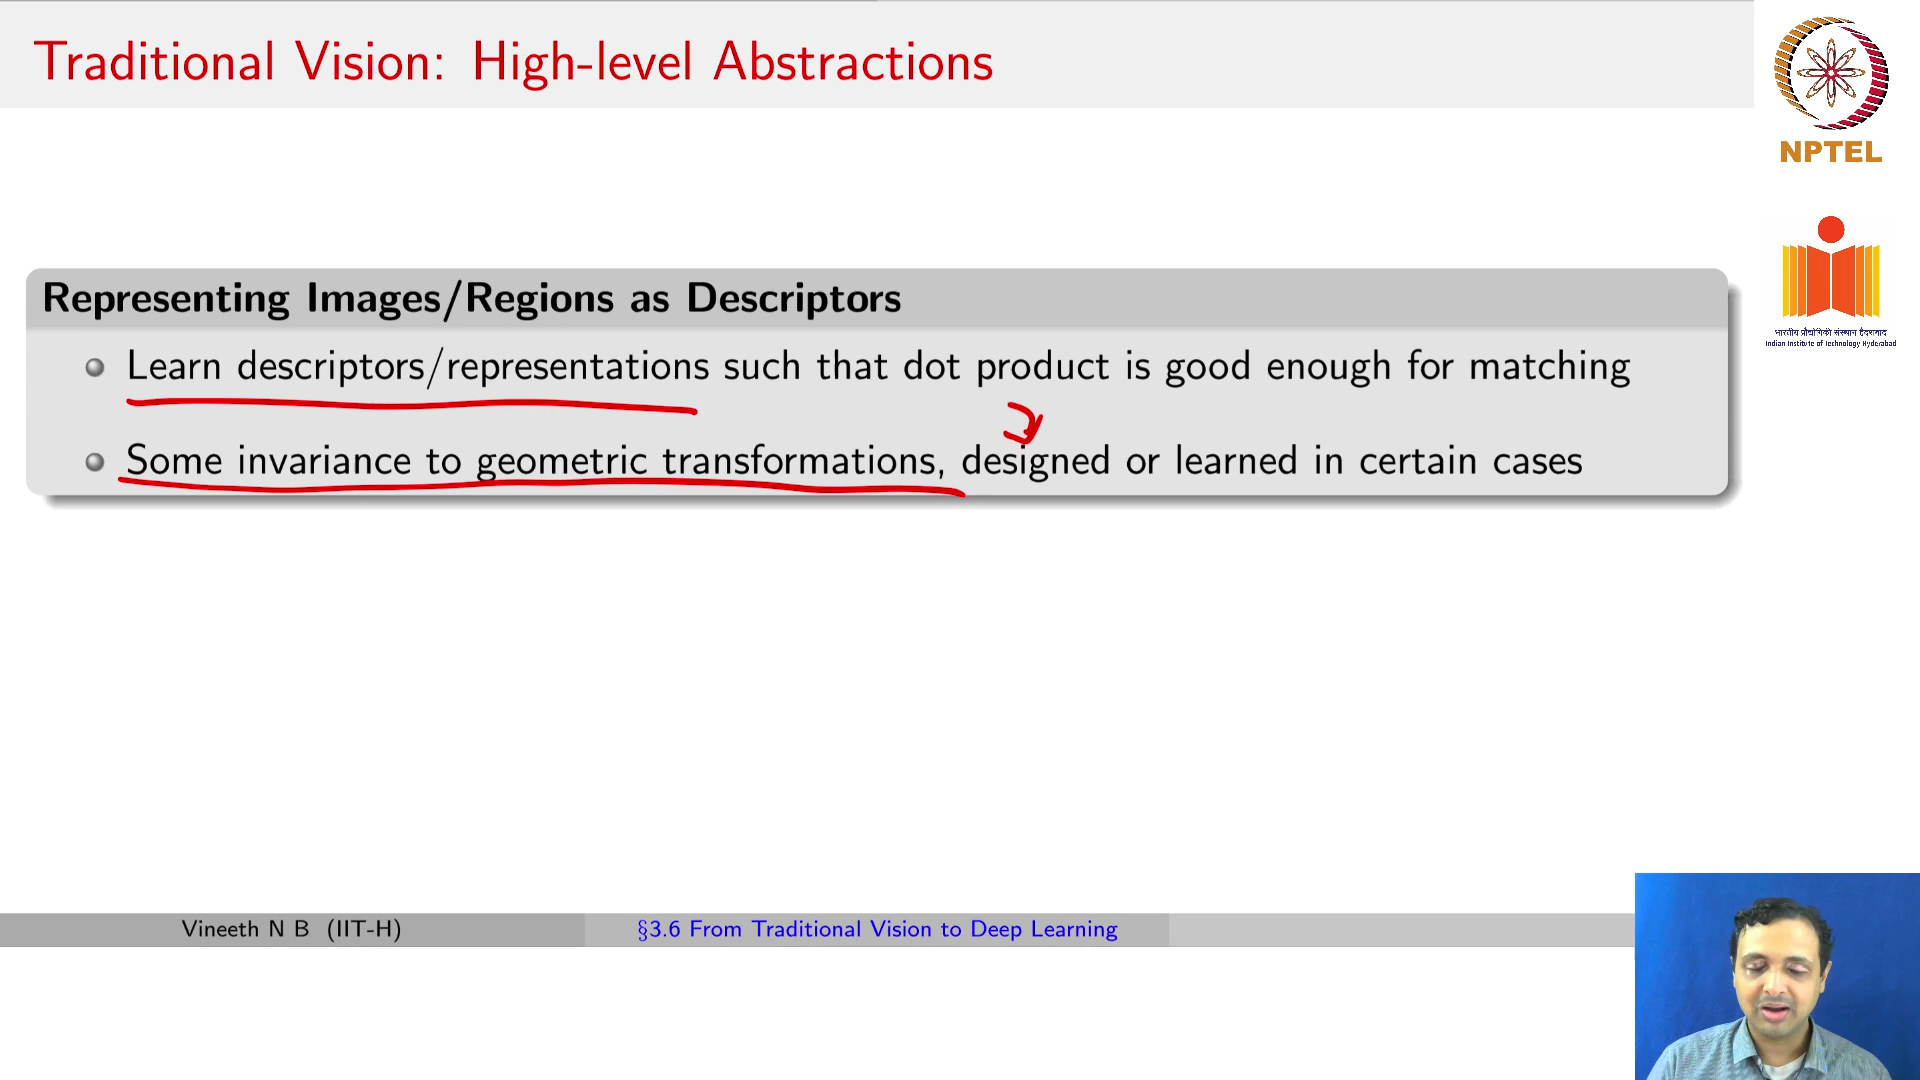 Traditional Vision: High-level Abstractions
NPTEL
भारतीय प्रौद्योगिकी संस्थान हैदराबाद
Indian Institute of Technology Hyderabad
Representing Images/Regions as Descriptors
Learn descriptors/representations such that dot product is good enough for matching
Some invariance to geometric transformations, designed or learned in certain cases
Vineeth N B (IIT-H)
§3.6 From Traditional Vision to Deep Learning